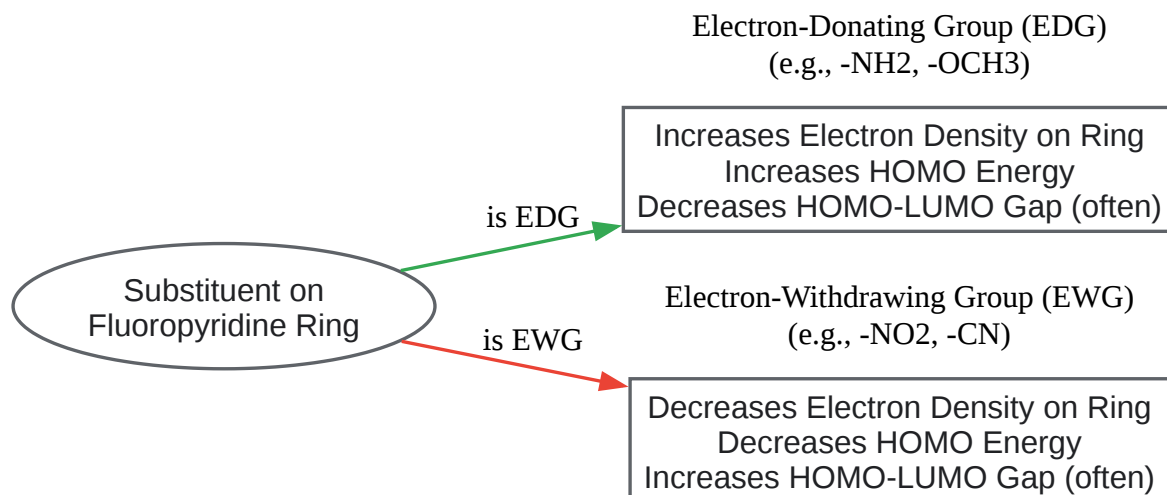 Electron-Donating Group (EDG)
(e.g., -NH2, -OCH3)
Increases Electron Density on Ring
Increases HOMO Energy
Decreases HOMO-LUMO Gap (often)
is EDG
Substituent on
Fluoropyridine Ring
Electron-Withdrawing Group (EWG)
(e.g., -NO2, -CN)
is EWG
Decreases Electron Density on Ring
Decreases HOMO Energy
Increases HOMO-LUMO Gap (often)